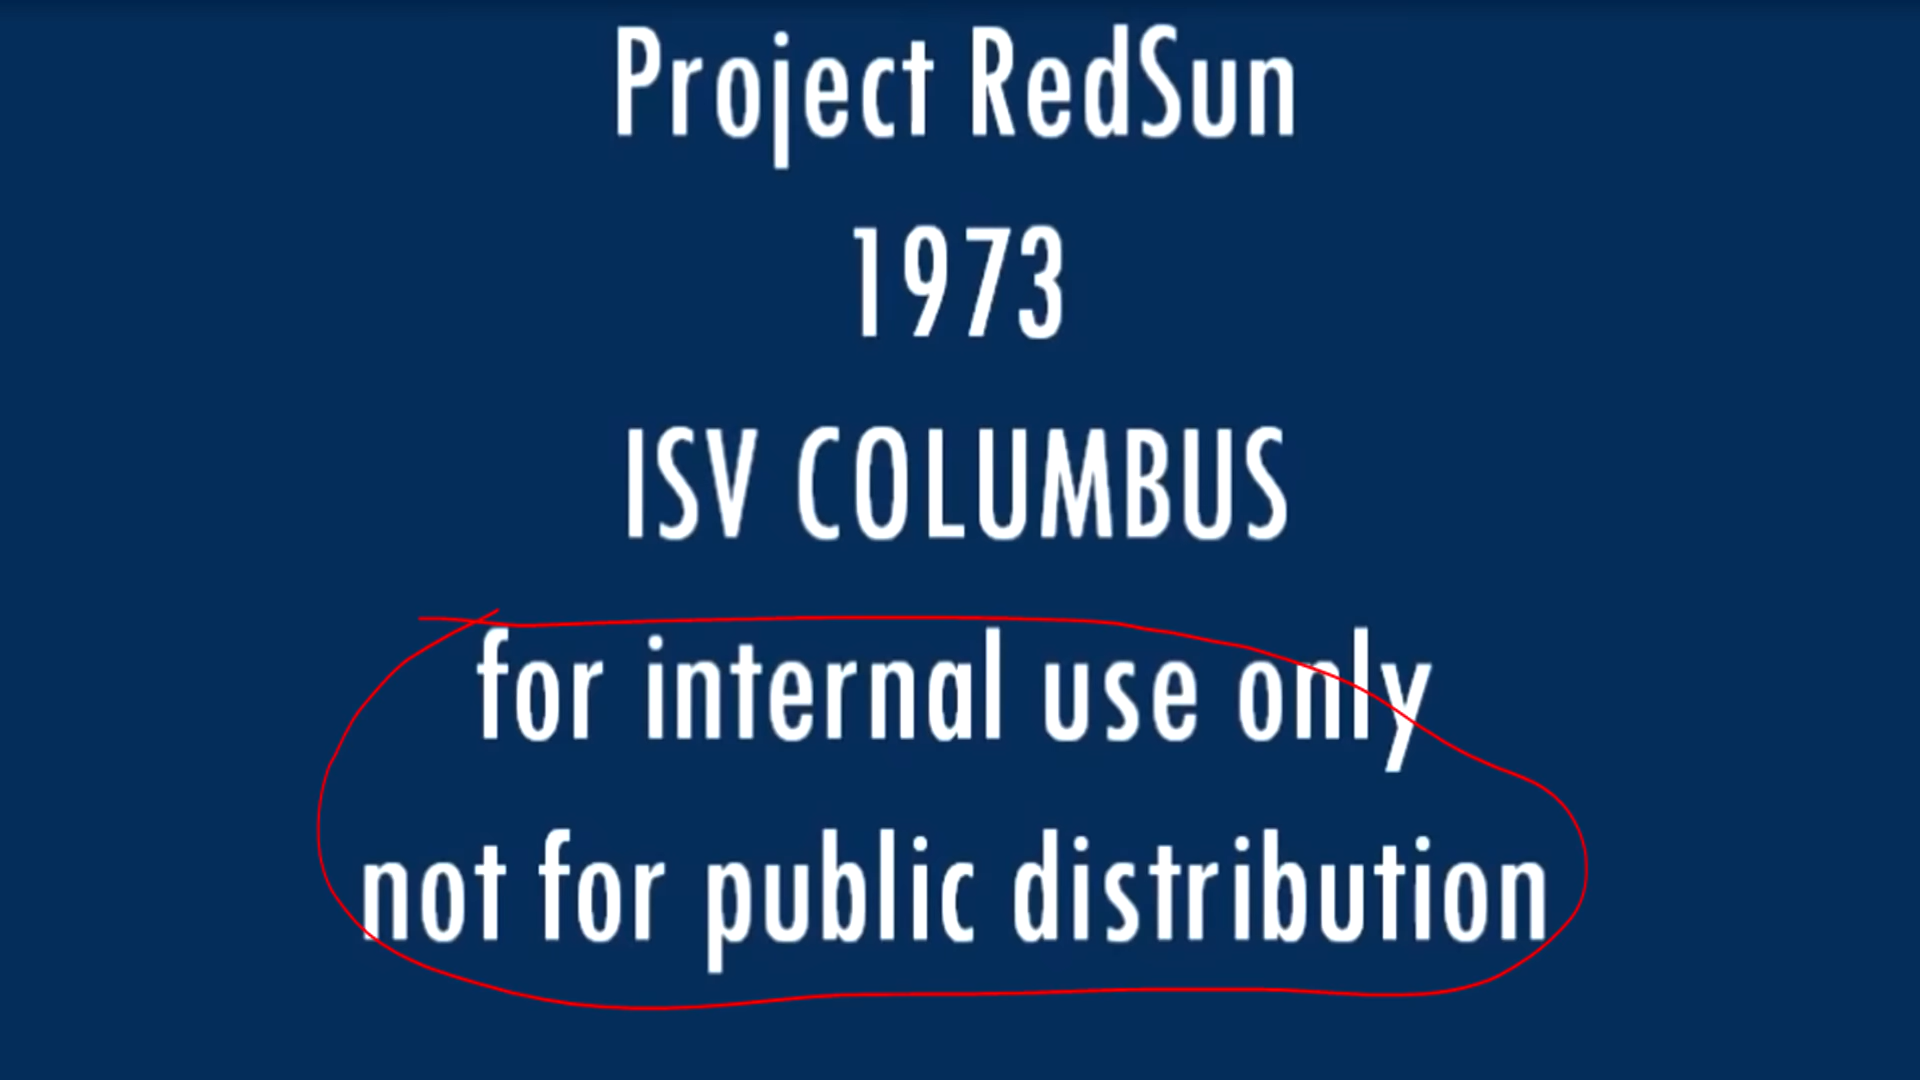 Project RedSun
1973
ISV COLUMBUS
for internal use only
not for public distribution